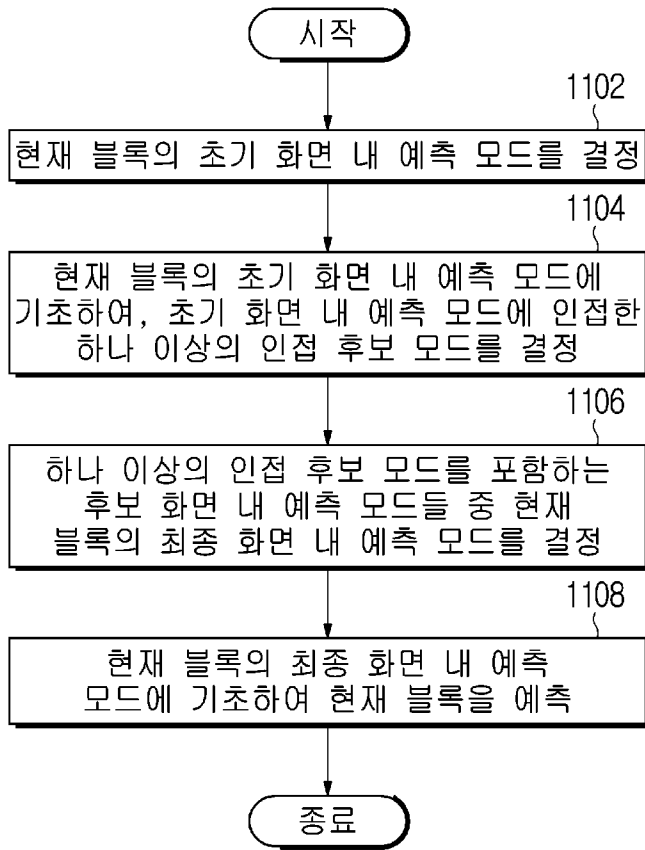 시작
1102
현재 블록의 초기 화면 내 예측 모드를 결정
1104
현재 블록의 초기 화면 내 예측 모드에
기초하여, 초기 화면 내 예측 모드에 인접한
하나 이상의 인접 후보 모드를 결정
1106
하나 이상의 인접 후보 모드를 포함하는
후보 화면 내 예측 모드들 중 현재
블록의 최종 화면 내 예측 모드를 결정
1108
현재 블록의 최종 화면 내 예측
모드에 기초하여 현재 블록을 예측
종료